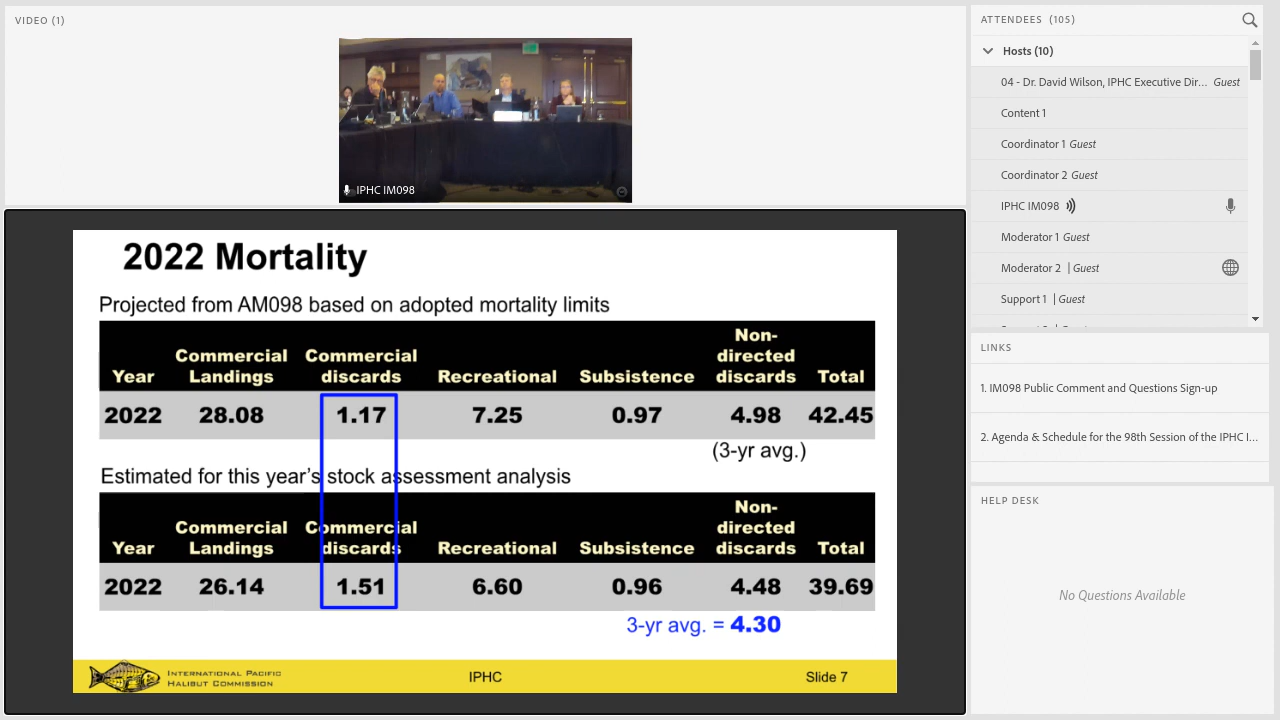 VIDEO (1)
IPHC IM098
2022 Mortality
Projected from AM098 based on adopted mortality limits
Year Commercial Landings Commercial discards Recreational Subsistence Non-directed discards Total
2022 28.08 1.17 7.25 0.97 4.98 42.45
(3-yr avg.)
Estimated for this year's stock assessment analysis
Year Commercial Landings Commercial discards Recreational Subsistence Non-directed discards Total
2022 26.14 1.51 6.60 0.96 4.48 39.69
3-yr avg. = 4.30
INTERNATIONAL PACIFIC
HALIBUT COMMISSION
IPHC
Slide 7
ATTENDEES (105)
Hosts (10)
04 - Dr. David Wilson, IPHC Executive Dir... Guest
Content 1
Coordinator 1 Guest
Coordinator 2 Guest
IPHC IM098
Moderator 1 Guest
Moderator 2 | Guest
Support 1 | Guest
LINKS
1. IM098 Public Comment and Questions Sign-up
2. Agenda & Schedule for the 98th Session of the IPHC I...
HELP DESK
No Questions Available